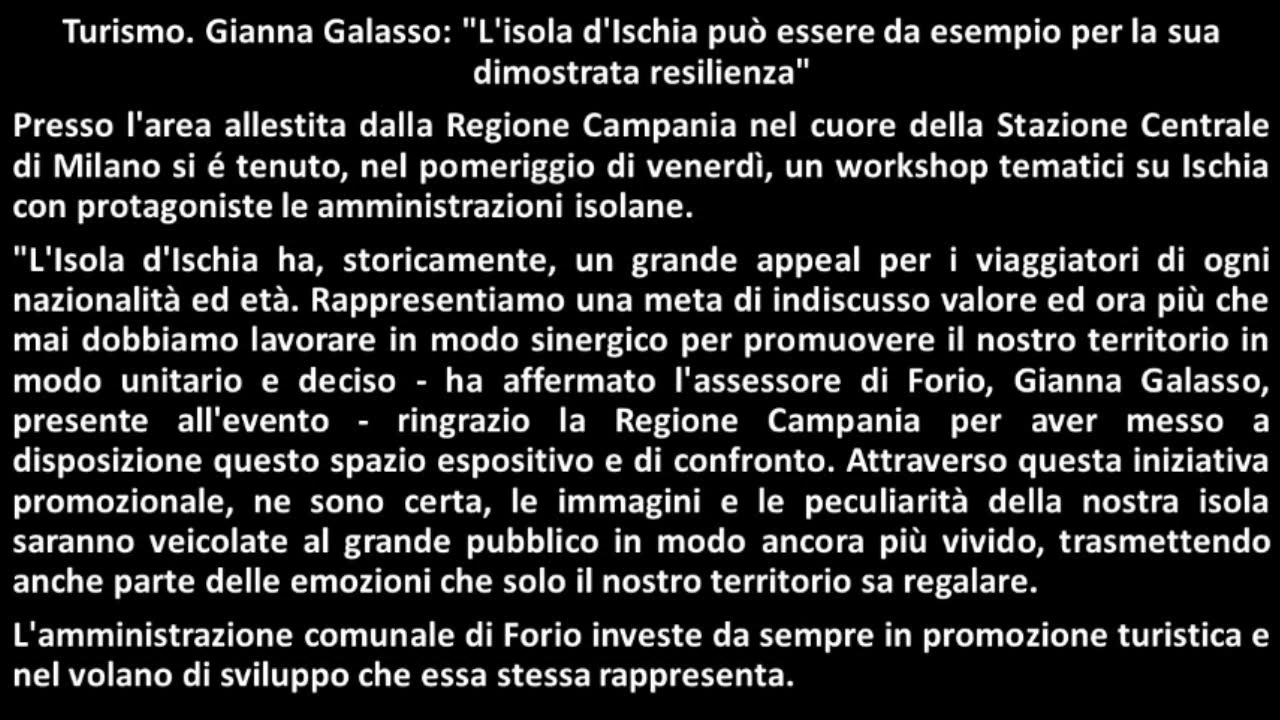 Turismo. Gianna Galasso: "L'isola d'Ischia può essere da esempio per la sua
dimostrata resilienza"
Presso l'area allestita dalla Regione Campania nel cuore della Stazione Centrale
di Milano si é tenuto, nel pomeriggio di venerdì, un workshop tematici su Ischia
con protagoniste le amministrazioni isolane.
"L'Isola d'Ischia ha, storicamente, un grande appeal per i viaggiatori di ogni
nazionalità ed età. Rappresentiamo una meta di indiscusso valore ed ora più che
mai dobbiamo lavorare in modo sinergico per promuovere il nostro territorio in
modo unitario e deciso - ha affermato l'assessore di Forio, Gianna Galasso,
presente all'evento - ringrazio la Regione Campania per aver messo a
disposizione questo spazio espositivo e di confronto. Attraverso questa iniziativa
promozionale, ne sono certa, le immagini e le peculiarità della nostra isola
saranno veicolate al grande pubblico in modo ancora più vivido, trasmettendo
anche parte delle emozioni che solo il nostro territorio sa regalare.
L'amministrazione comunale di Forio investe da sempre in promozione turistica e
nel volano di sviluppo che essa stessa rappresenta.